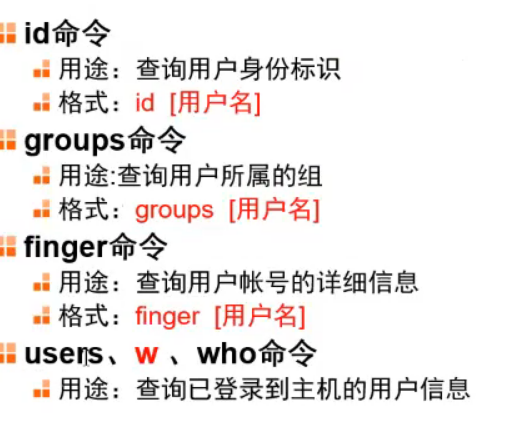 id命令
用途：查询用户身份标识
格式：id [用户名]
groups命令
用途:查询用户所属的组
格式：groups [用户名]
finger命令
用途：查询用户帐号的详细信息
格式：finger [用户名]
users、w 、who命令
用途：查询已登录到主机的用户信息